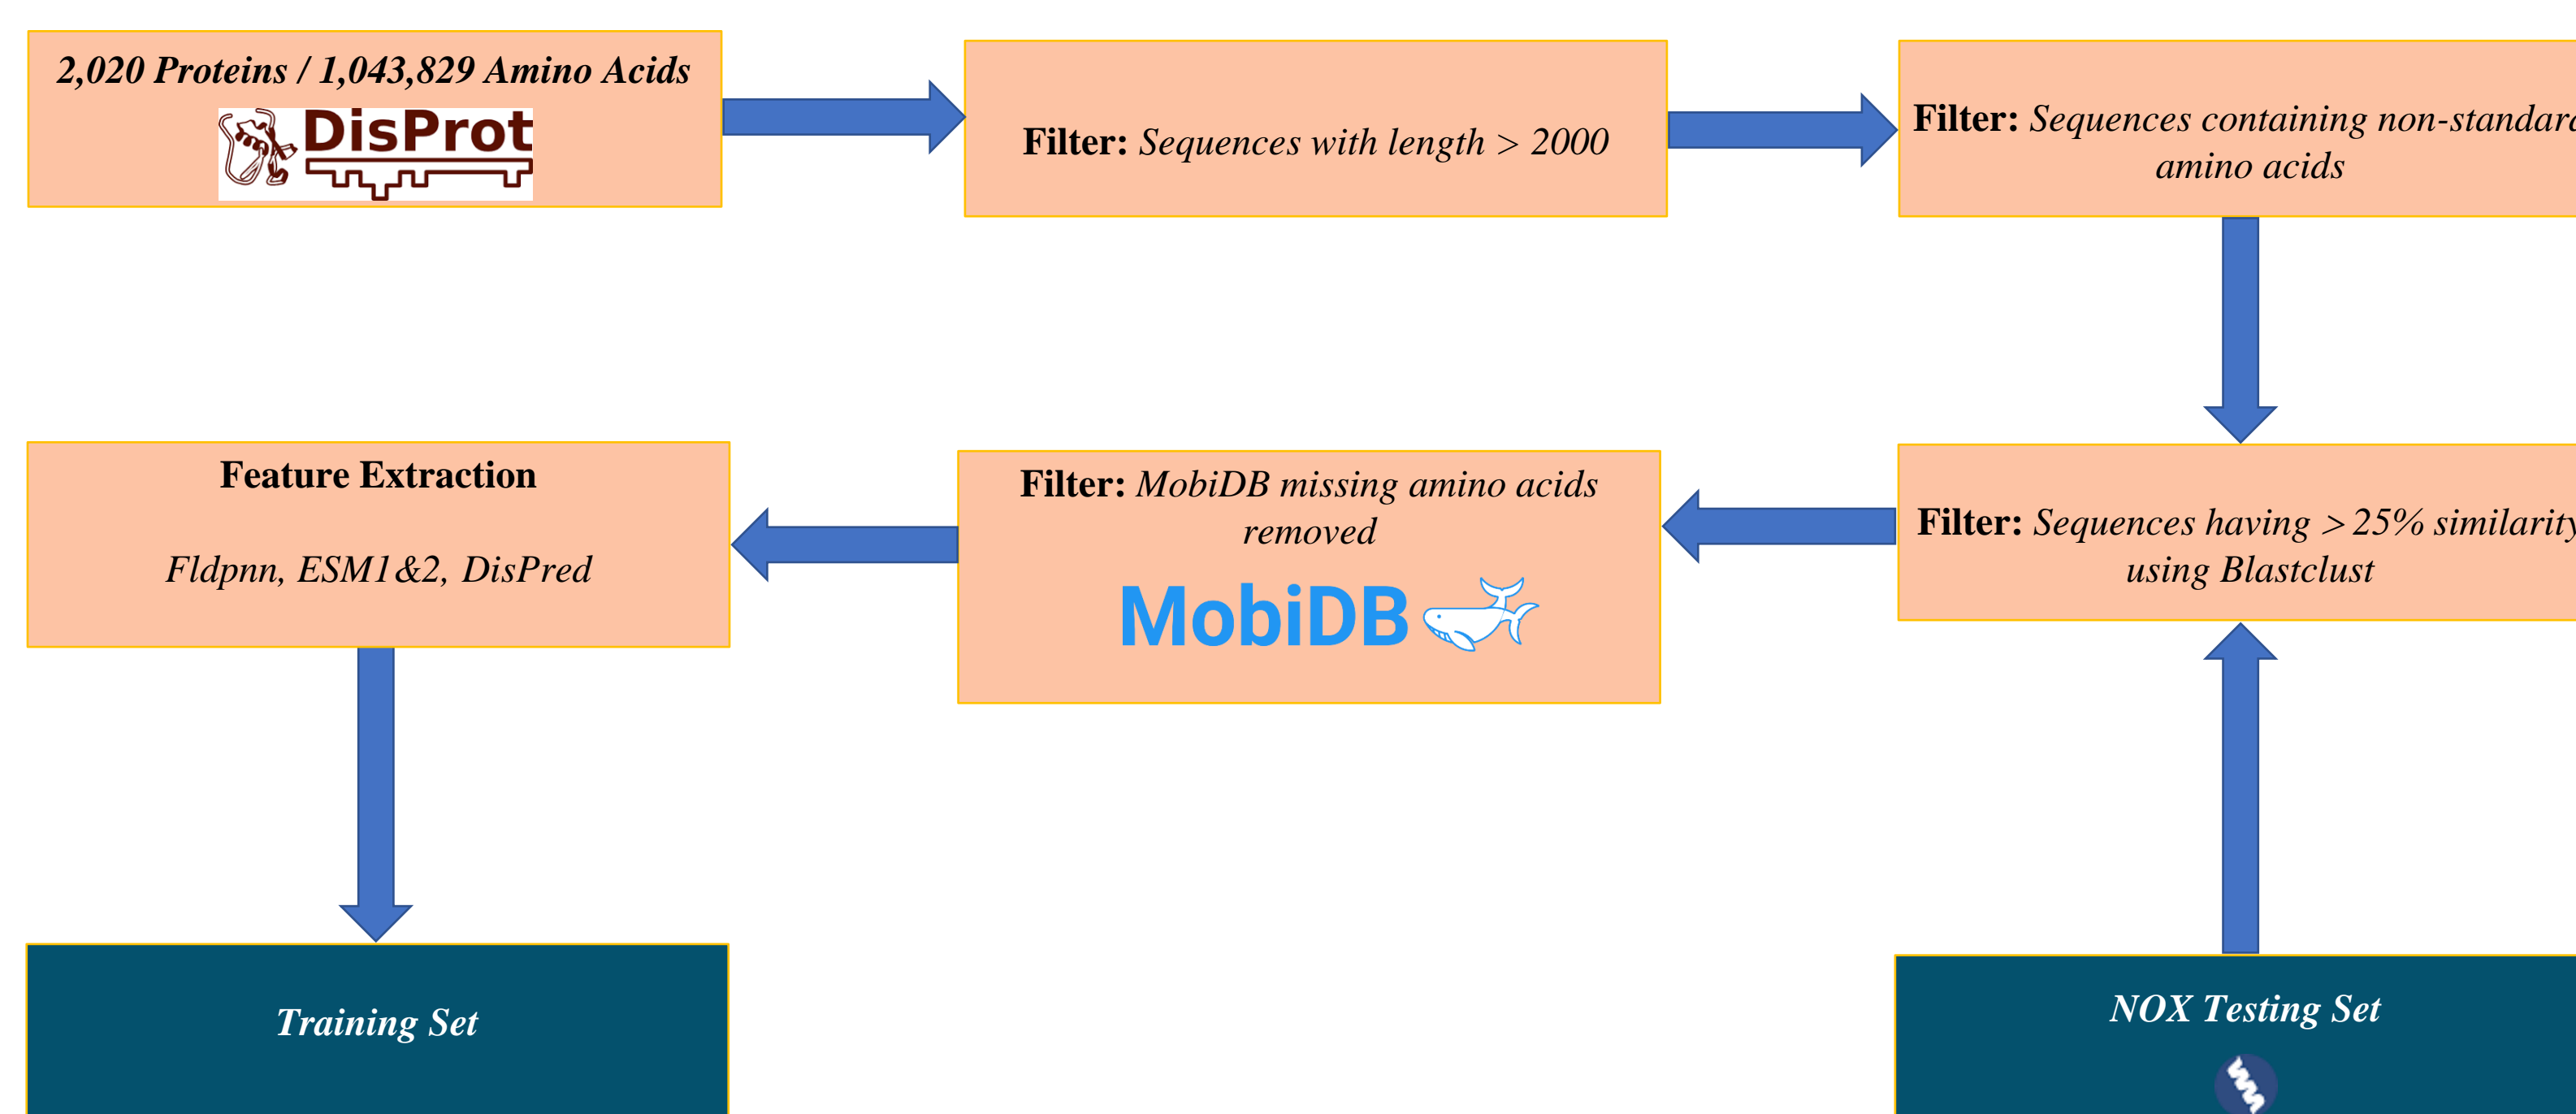 2,020 Proteins / 1,043,829 Amino Acids
DisProt
Filter: Sequences with length > 2000
Filter: Sequences containing non-standard
amino acids
Feature Extraction
Fldpnn, ESM1&2, DisPred
Filter: MobiDB missing amino acids
removed
MobiDB
Filter: Sequences having > 25% similarity
using Blastclust
Training Set
NOX Testing Set